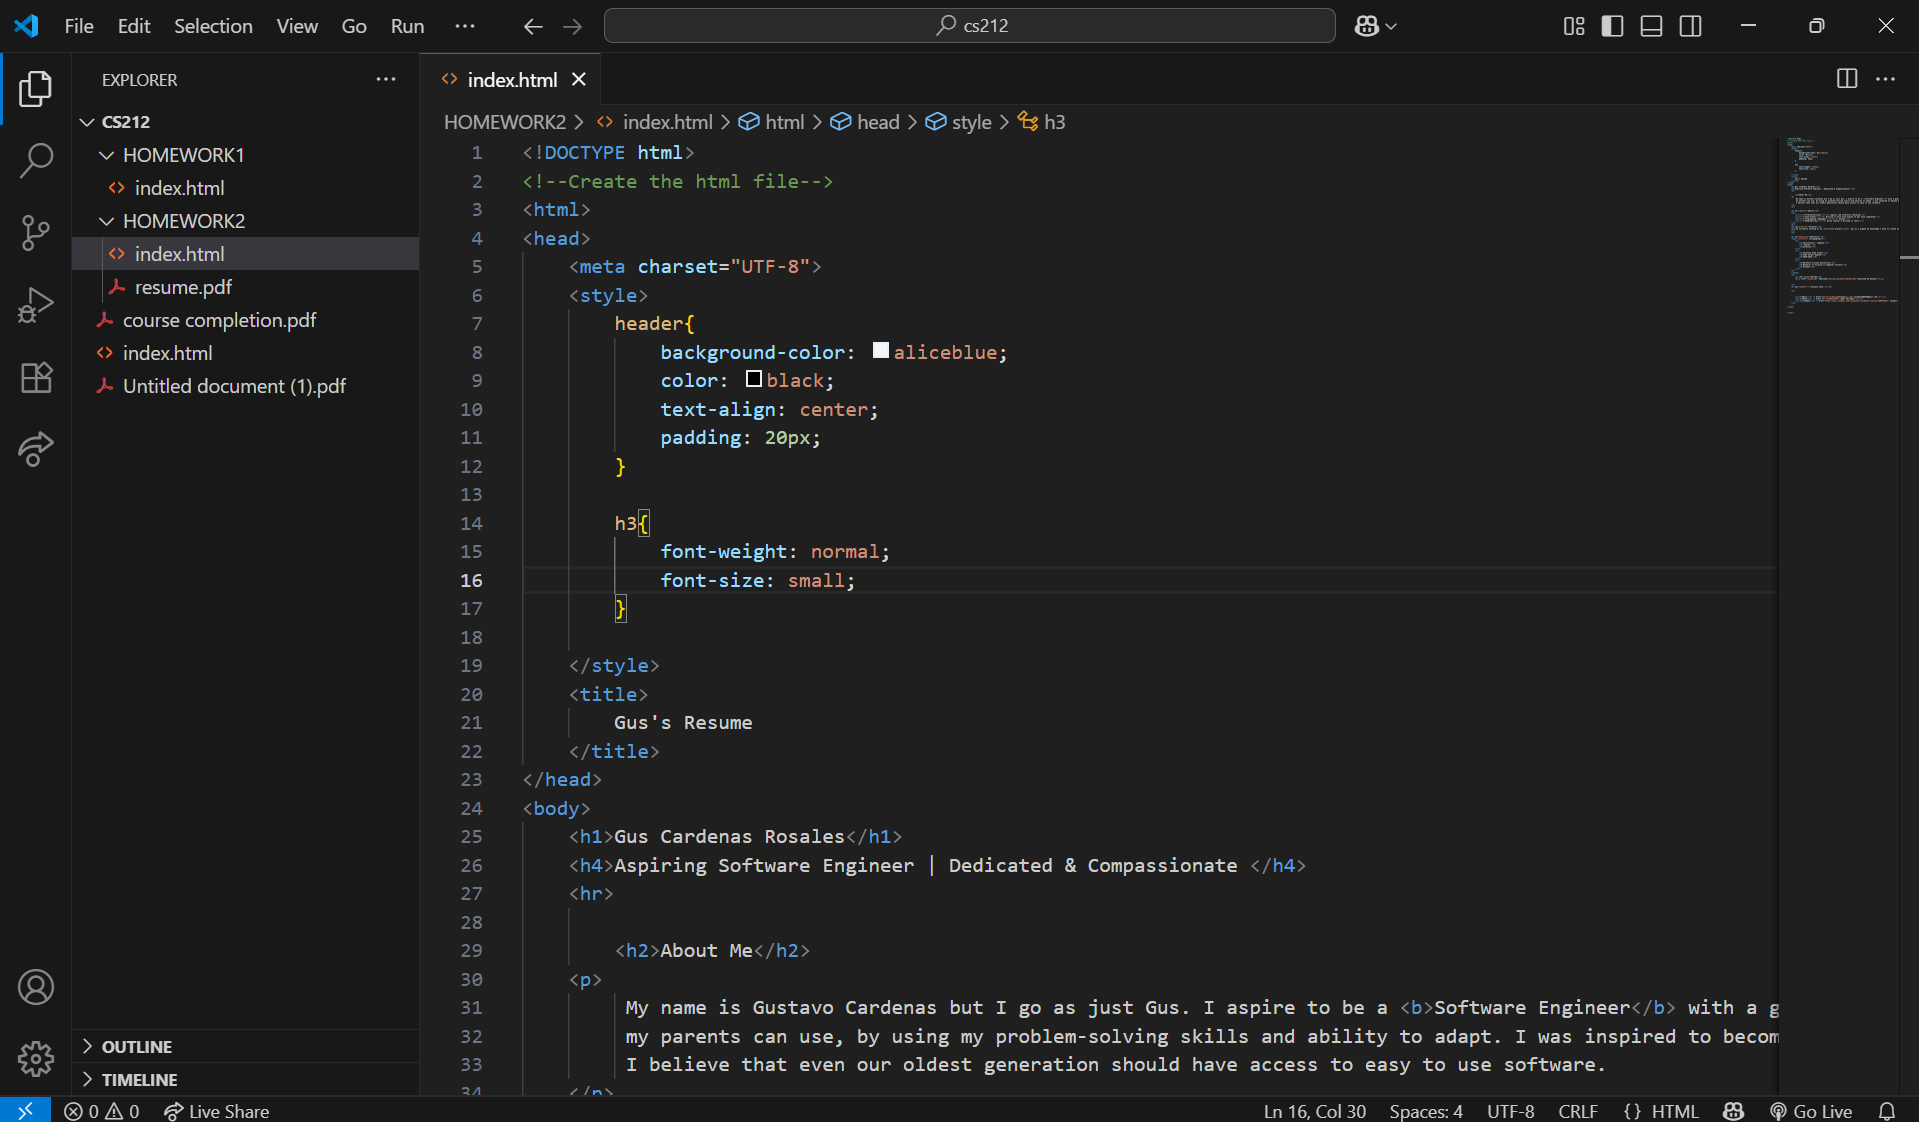 File Edit Selection View Go Run ··· cs212
EXPLORER ···
CS212
HOMEWORK1
index.html
HOMEWORK2
index.html
resume.pdf
course completion.pdf
index.html
Untitled document (1).pdf
OUTLINE
TIMELINE
index.html
HOMEWORK2 > index.html > html > head > style > h3
1 <!DOCTYPE html>
2 <!--Create the html file-->
3 <html>
4 <head>
5 <meta charset="UTF-8">
6 <style>
7 header{
8 background-color: aliceblue;
9 color: black;
10 text-align: center;
11 padding: 20px;
12 }
13
14 h3{
15 font-weight: normal;
16 font-size: small;
17 }
18
19 </style>
20 <title>
21 Gus's Resume
22 </title>
23 </head>
24 <body>
25 <h1>Gus Cardenas Rosales</h1>
26 <h4>Aspiring Software Engineer | Dedicated & Compassionate </h4>
27 <hr>
28
29 <h2>About Me</h2>
30 <p>
31 My name is Gustavo Cardenas but I go as just Gus. I aspire to be a <b>Software Engineer</b> with a g
32 my parents can use, by using my problem-solving skills and ability to adapt. I was inspired to becom
33 I believe that even our oldest generation should have access to easy to use software.
34 </p>
0 0 Live Share Ln 16, Col 30 Spaces: 4 UTF-8 CRLF {} HTML Go Live